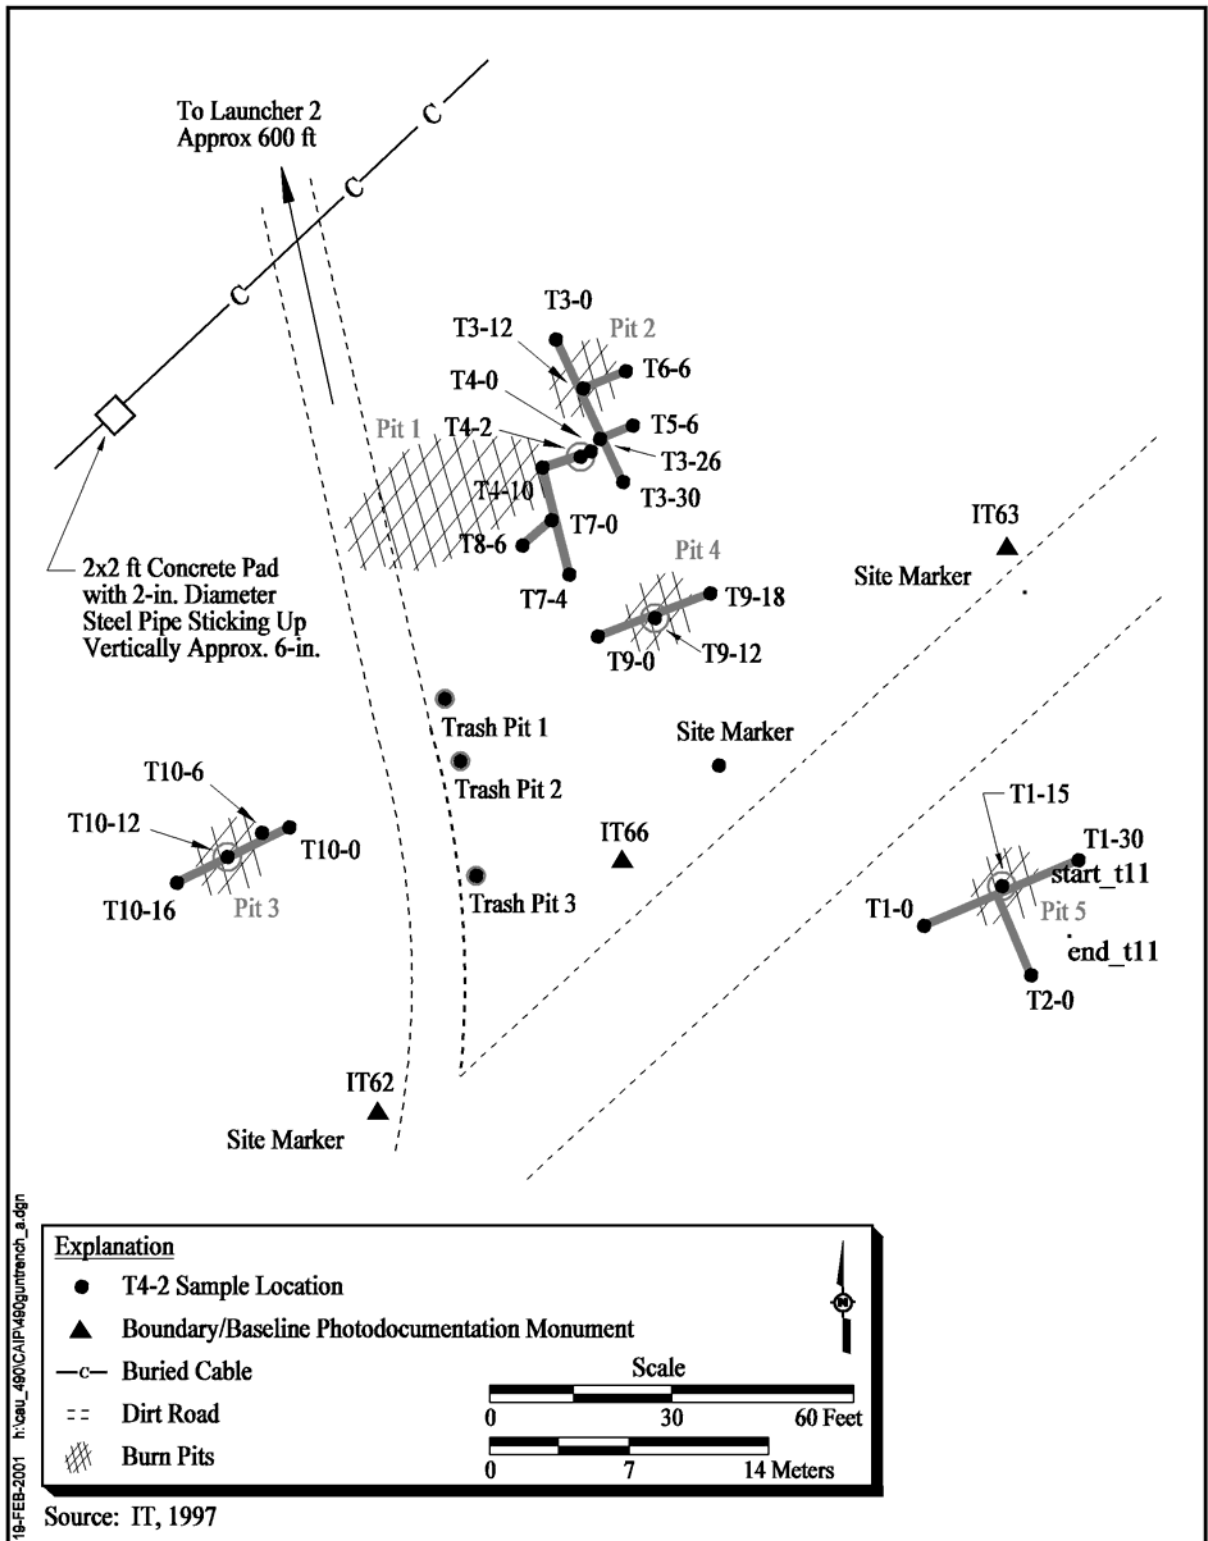 To Launcher 2
Approx 600 ft
C
C
C
T3-0
T3-12
Pit 2
T4-0
T6-6
Pit 1
T4-2
T5-6
T3-26
T4-10
T3-30
T7-0
T8-6
IT63
Pit 4
Site Marker
2x2 ft Concrete Pad
with 2-in. Diameter
Steel Pipe Sticking Up
Vertically Approx. 6-in.
T7-4
T9-18
T9-0
T9-12
Trash Pit 1
Site Marker
T10-6
Trash Pit 2
T1-15
T10-12
IT66
T1-30
T10-0
start_t11
Trash Pit 3
T10-16
Pit 3
T1-0
Pit 5
end_t11
T2-0
IT62
Site Marker
Explanation
T4-2 Sample Location
Boundary/Baseline Photodocumentation Monument
—C— Buried Cable
Dirt Road
Burn Pits
N
Scale
0 30 60 Feet
0 7 14 Meters
19-FEB-2001 h:\cau_490\CAIP\490guntrench_a.dgn
Source: IT, 1997